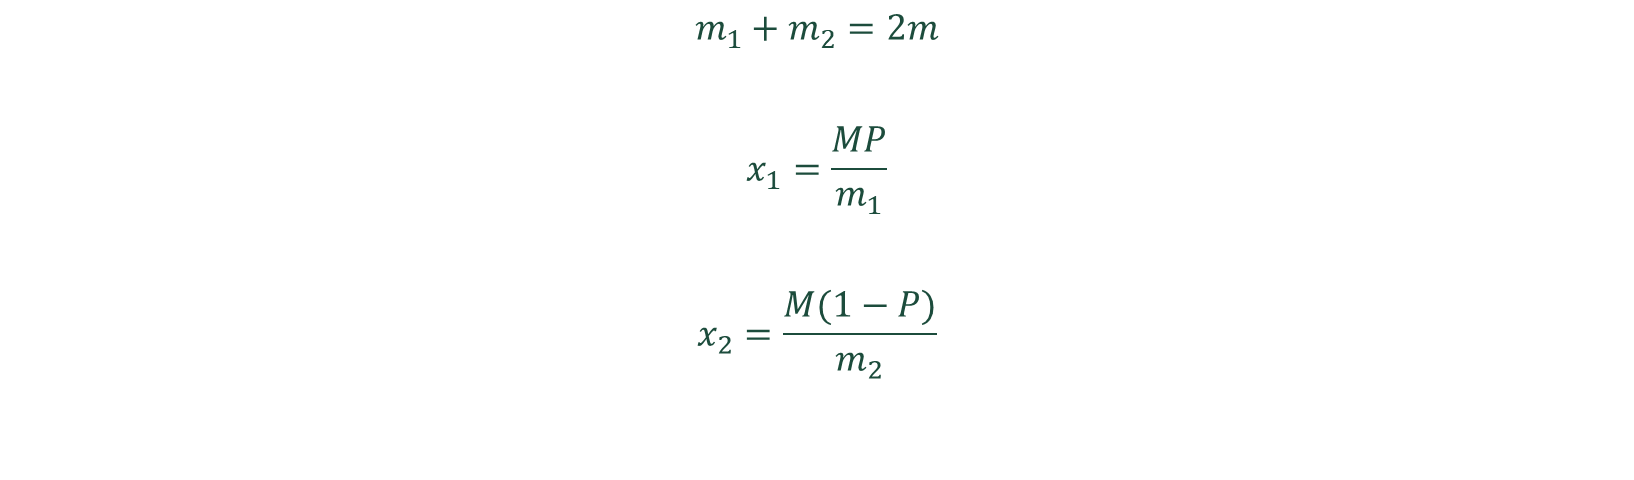 m₁ + m₂ = 2m
x₁ = MP/m₁
x₂ = M(1 − P)/m₂